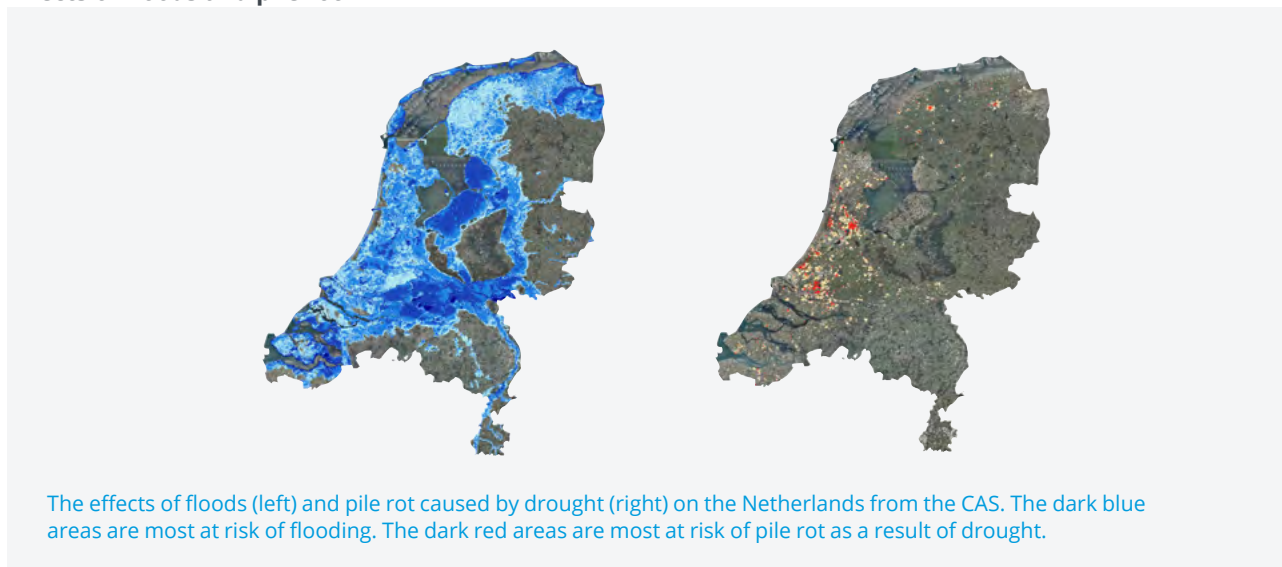 The effects of floods (left) and pile rot caused by drought (right) on the Netherlands from the CAS. The dark blue
areas are most at risk of flooding. The dark red areas are most at risk of pile rot as a result of drought.